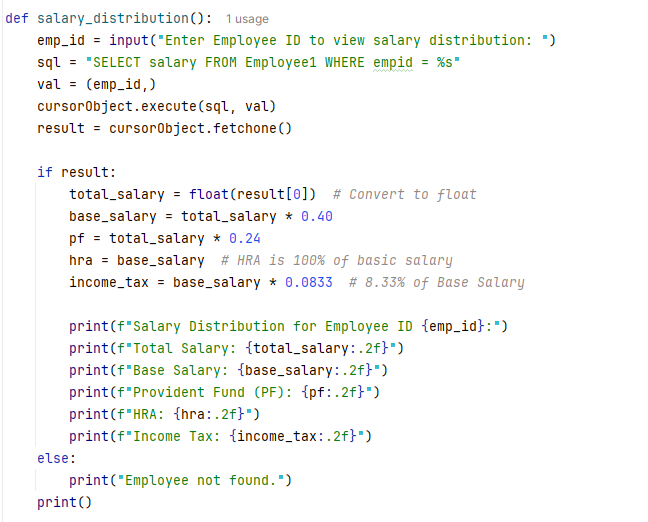 def salary_distribution():  1 usage
    emp_id = input("Enter Employee ID to view salary distribution: ")
    sql = "SELECT salary FROM Employee1 WHERE empid = %s"
    val = (emp_id,)
    cursorObject.execute(sql, val)
    result = cursorObject.fetchone()

    if result:
        total_salary = float(result[0])  # Convert to float
        base_salary = total_salary * 0.40
        pf = total_salary * 0.24
        hra = base_salary  # HRA is 100% of basic salary
        income_tax = base_salary * 0.0833  # 8.33% of Base Salary

        print(f"Salary Distribution for Employee ID {emp_id}:")
        print(f"Total Salary: {total_salary:.2f}")
        print(f"Base Salary: {base_salary:.2f}")
        print(f"Provident Fund (PF): {pf:.2f}")
        print(f"HRA: {hra:.2f}")
        print(f"Income Tax: {income_tax:.2f}")
    else:
        print("Employee not found.")
    print()